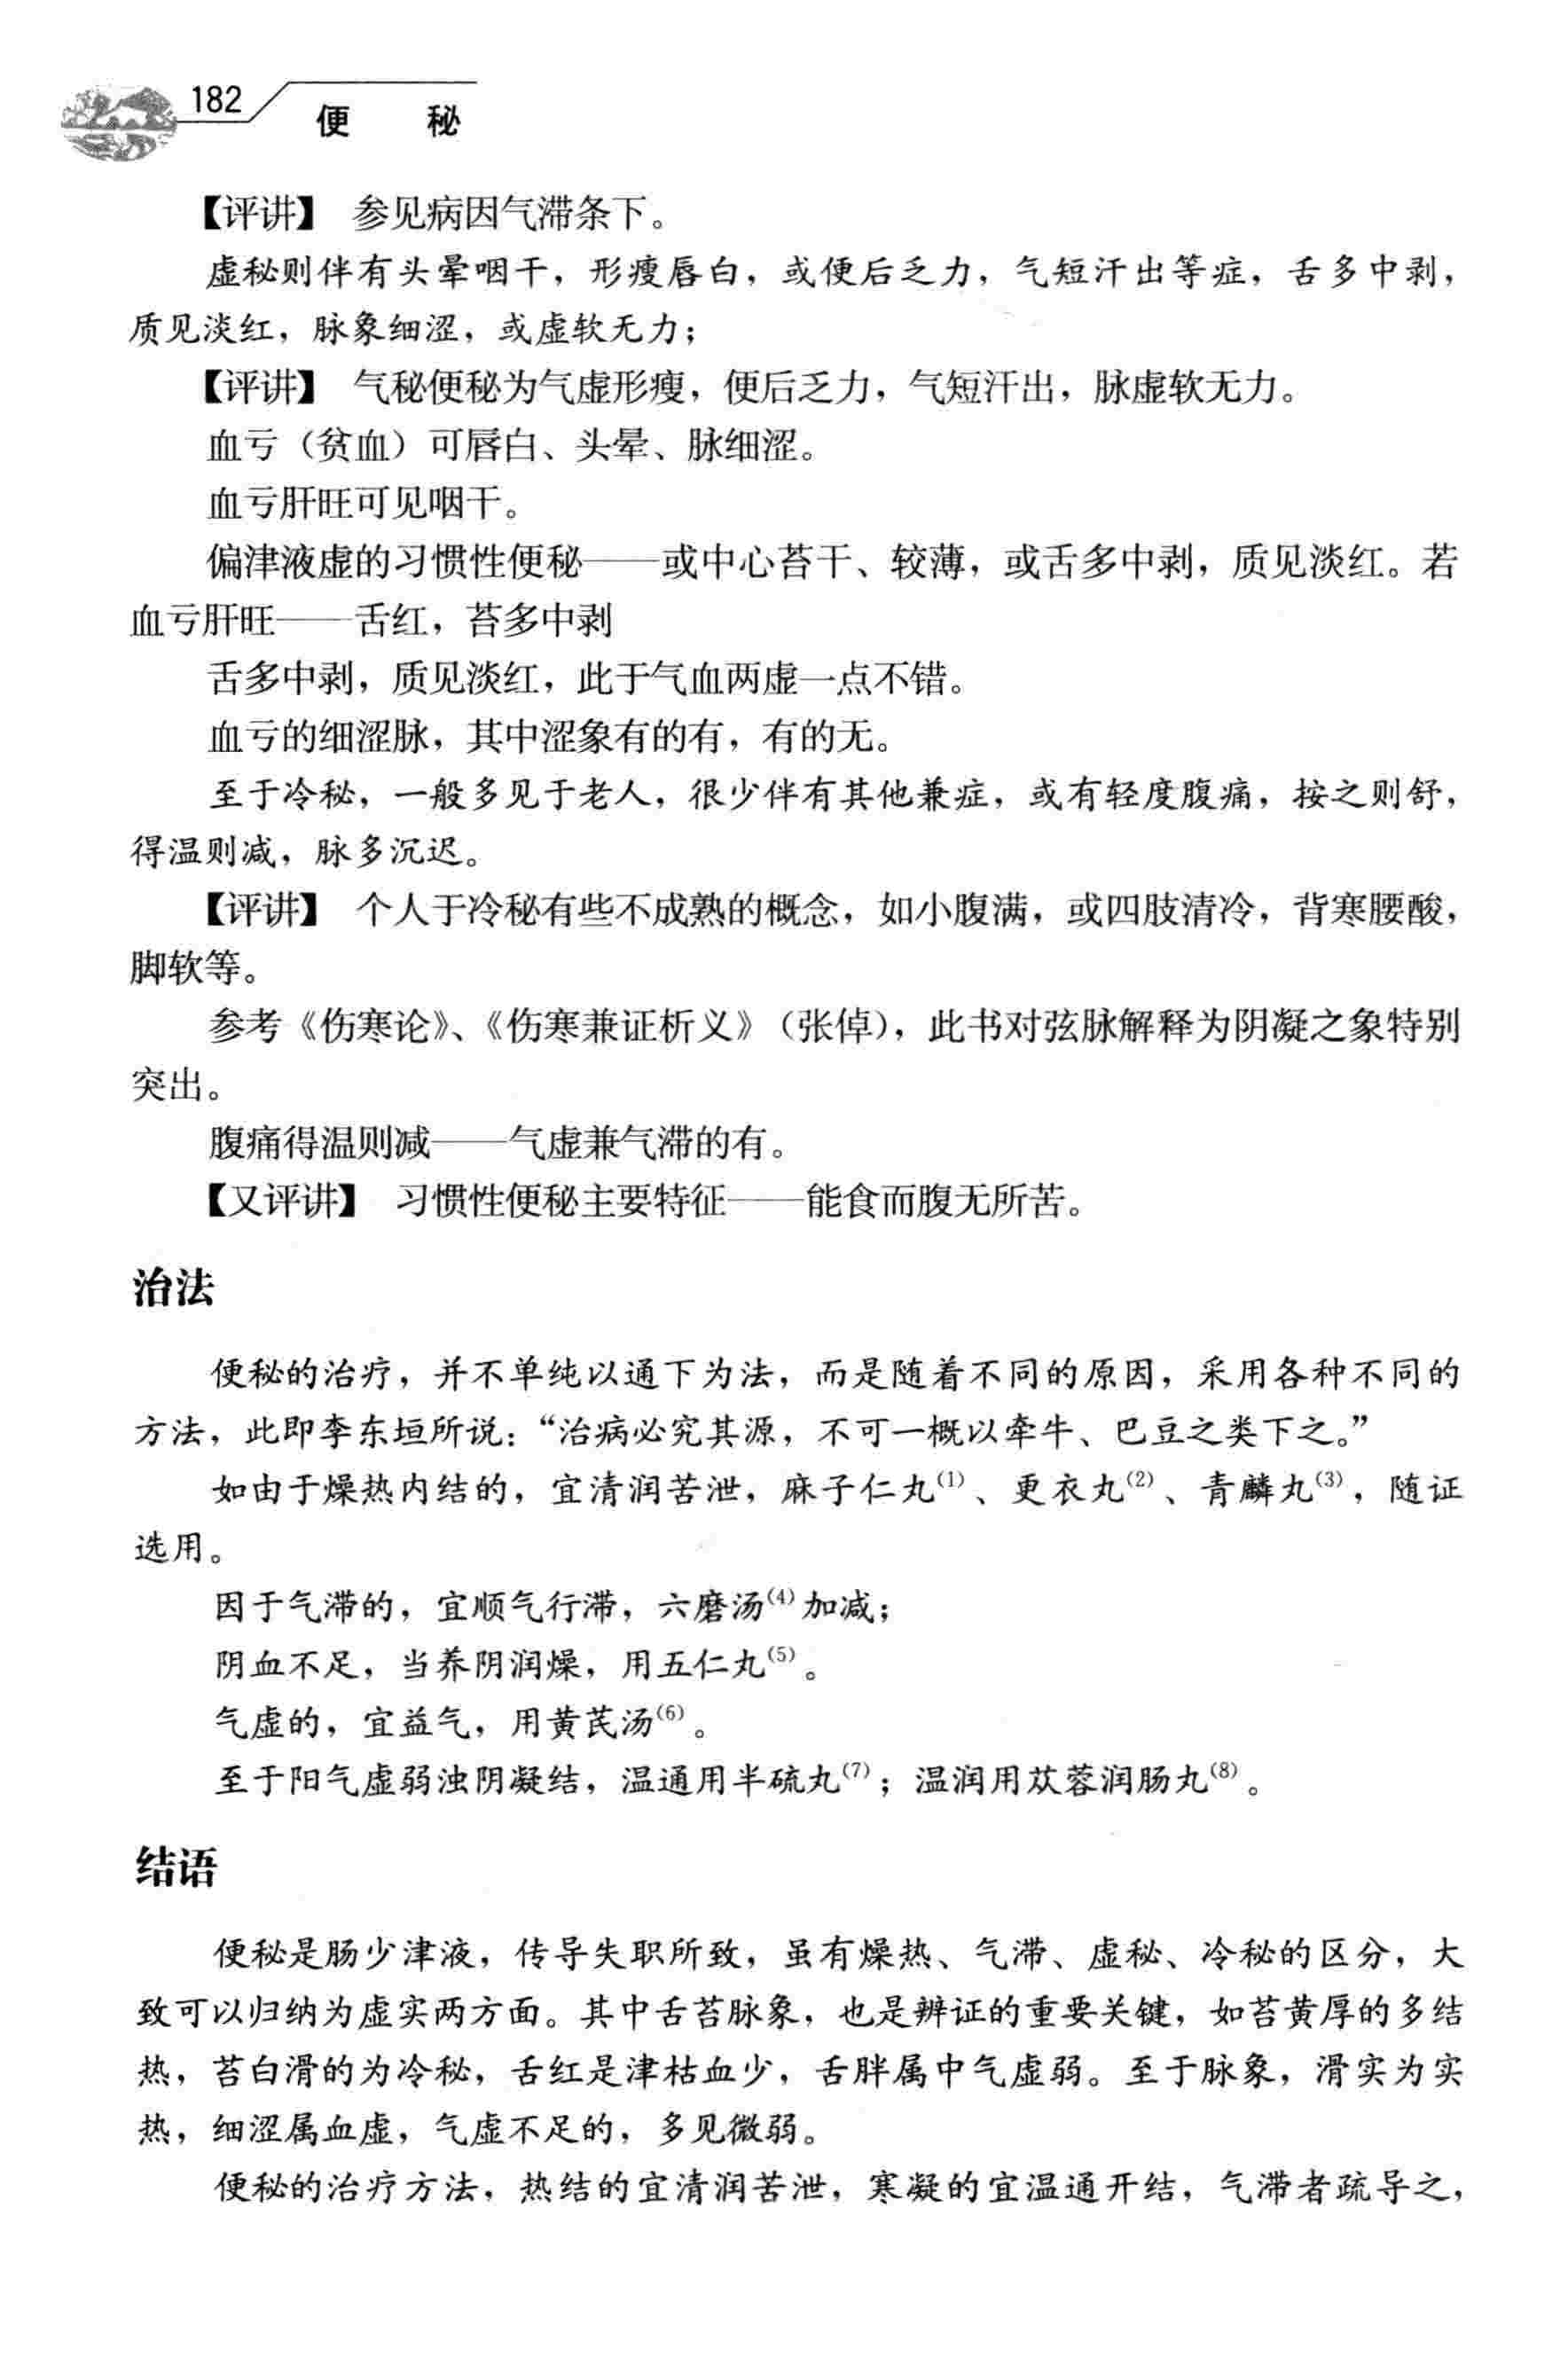 182
便 秘
【评讲】 参见病因气滞条下。
虚秘则伴有头晕咽干，形瘦唇白，或便后乏力，气短汗出等症，舌多中剥，
质见淡红，脉象细涩，或虚软无力；
【评讲】 气秘便秘为气虚形瘦，便后乏力，气短汗出，脉虚软无力。
血亏（贫血）可唇白、头晕、脉细涩。
血亏肝旺可见咽干。
偏津液虚的习惯性便秘——或中心苔干、较薄，或舌多中剥，质见淡红。若
血亏肝旺——舌红，苔多中剥
舌多中剥，质见淡红，此于气血两虚一点不错。
血亏的细涩脉，其中涩象有的有，有的无。
至于冷秘，一般多见于老人，很少伴有其他兼症，或有轻度腹痛，按之则舒，
得温则减，脉多沉迟。
【评讲】 个人于冷秘有些不成熟的概念，如小腹满，或四肢清冷，背寒腰酸，
脚软等。
参考《伤寒论》、《伤寒兼证析义》（张倬），此书对弦脉解释为阴凝之象特别
突出。
腹痛得温则减——气虚兼气滞的有。
【又评讲】 习惯性便秘主要特征——能食而腹无所苦。
治法
便秘的治疗，并不单纯以通下为法，而是随着不同的原因，采用各种不同的
方法，此即李东垣所说：“治病必究其源，不可一概以牵牛、巴豆之类下之。”
如由于燥热内结的，宜清润苦泄，麻子仁丸⁽¹⁾、更衣丸⁽²⁾、青麟丸⁽³⁾，随证
选用。
因于气滞的，宜顺气行滞，六磨汤⁽⁴⁾加减；
阴血不足，当养阴润燥，用五仁丸⁽⁵⁾。
气虚的，宜益气，用黄芪汤⁽⁶⁾。
至于阳气虚弱浊阴凝结，温通用半硫丸⁽⁷⁾；温润用苁蓉润肠丸⁽⁸⁾。
结语
便秘是肠少津液，传导失职所致，虽有燥热、气滞、虚秘、冷秘的区分，大
致可以归纳为虚实两方面。其中舌苔脉象，也是辨证的重要关键，如苔黄厚的多结
热，苔白滑的为冷秘，舌红是津枯血少，舌胖属中气虚弱。至于脉象，滑实为实
热，细涩属血虚，气虚不足的，多见微弱。
便秘的治疗方法，热结的宜清润苦泄，寒凝的宜温通开结，气滞者疏导之，